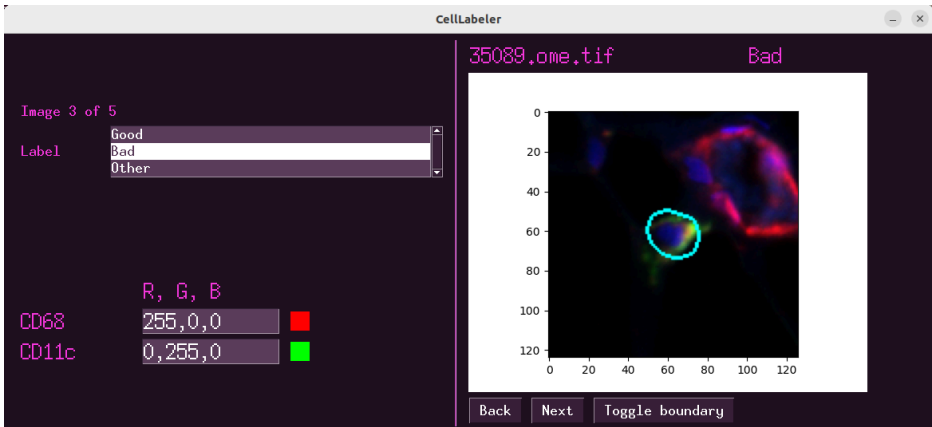 CellLabeler
Image 3 of 5
Label
Good
Bad
Other
R, G, B
CD68 255,0,0
CD11c 0,255,0
35089.ome.tif Bad
0
20
40
60
80
100
120
0 20 40 60 80 100 120
Back Next Toggle boundary